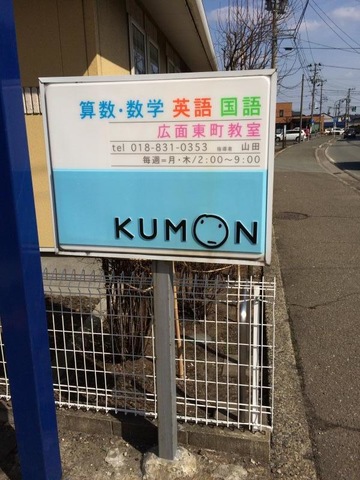 算数・数学 英語 国語
広面東町教室
tel 018-831-0353 指導者 山田
毎週=月・木/2:00〜9:00
KUMON